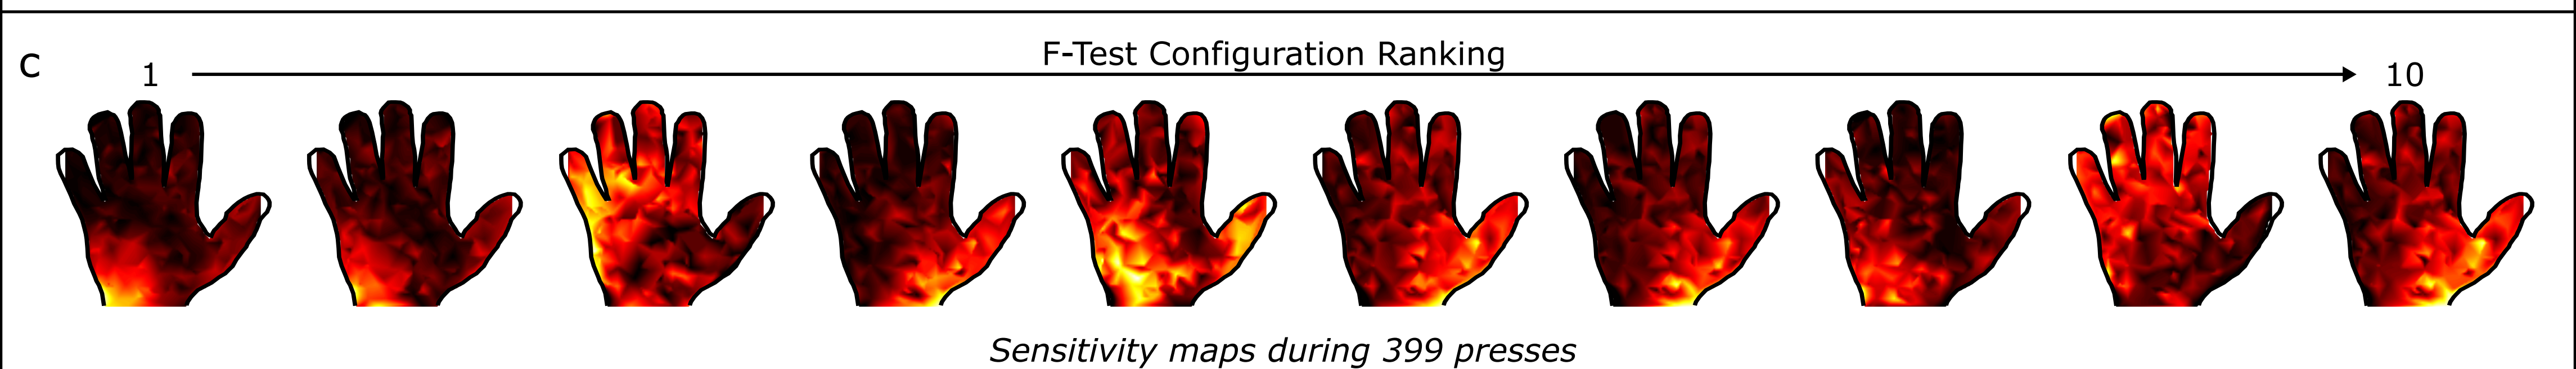 c
F-Test Configuration Ranking
1
10
Sensitivity maps during 399 presses